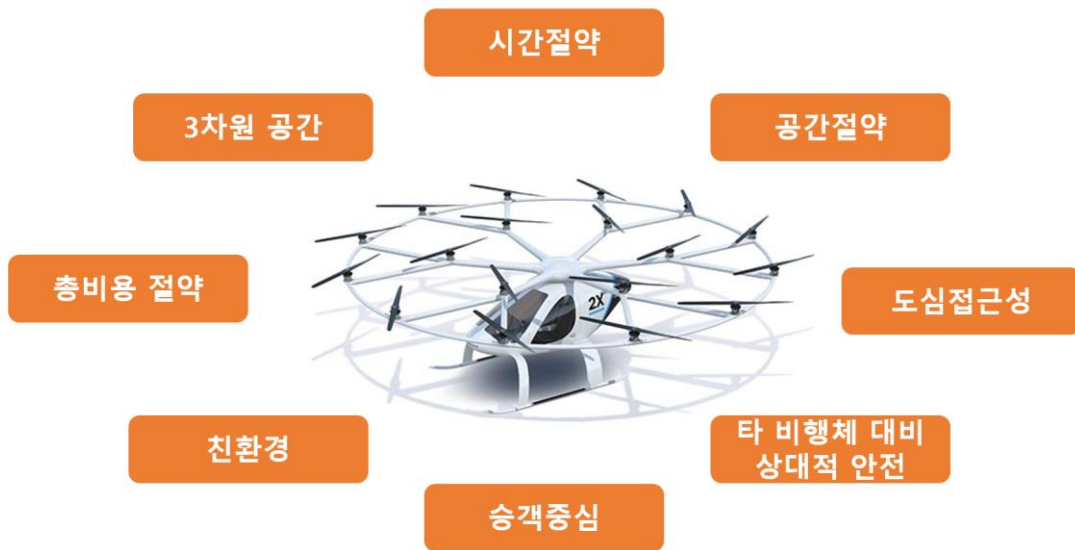 시간절약
3차원 공간
공간절약
총비용 절약
2X
도심접근성
친환경
타 비행체 대비
상대적 안전
승객중심